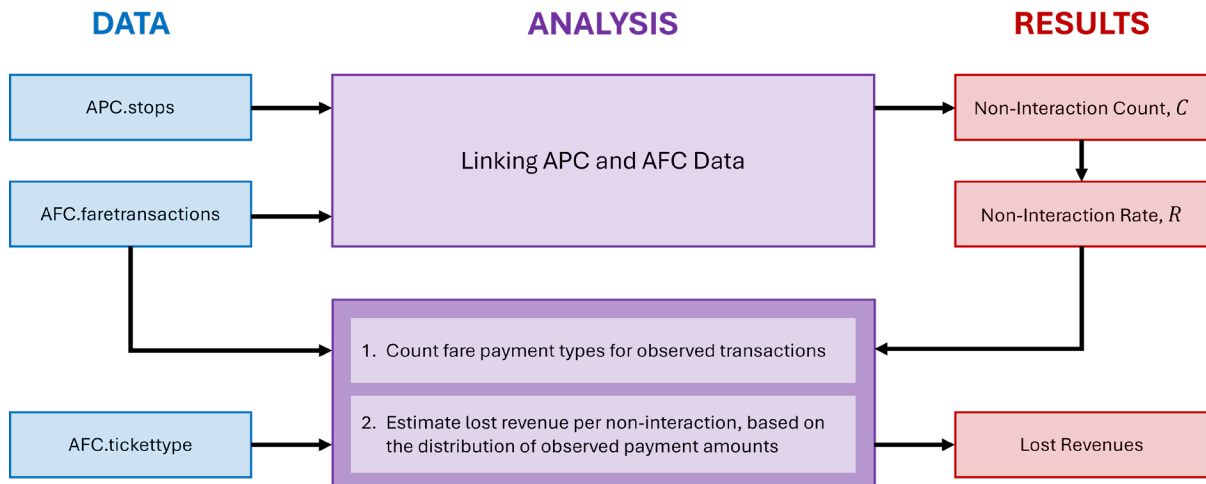 DATA
ANALYSIS
RESULTS
APC.stops
Linking APC and AFC Data
Non-Interaction Count, C
AFC.faretransactions
Non-Interaction Rate, R
1. Count fare payment types for observed transactions
2. Estimate lost revenue per non-interaction, based on
the distribution of observed payment amounts
AFC.tickettype
Lost Revenues